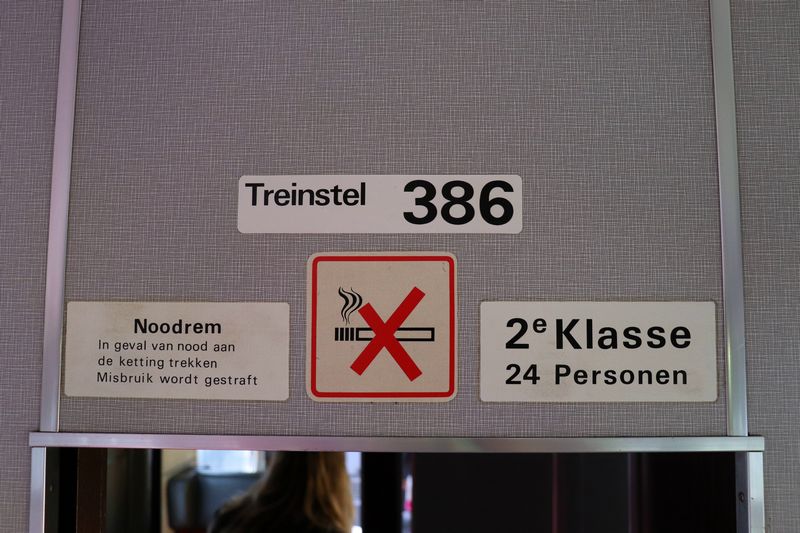 Treinstel 386
Noodrem
In geval van nood aan
de ketting trekken
Misbruik wordt gestraft
2e Klasse
24 Personen